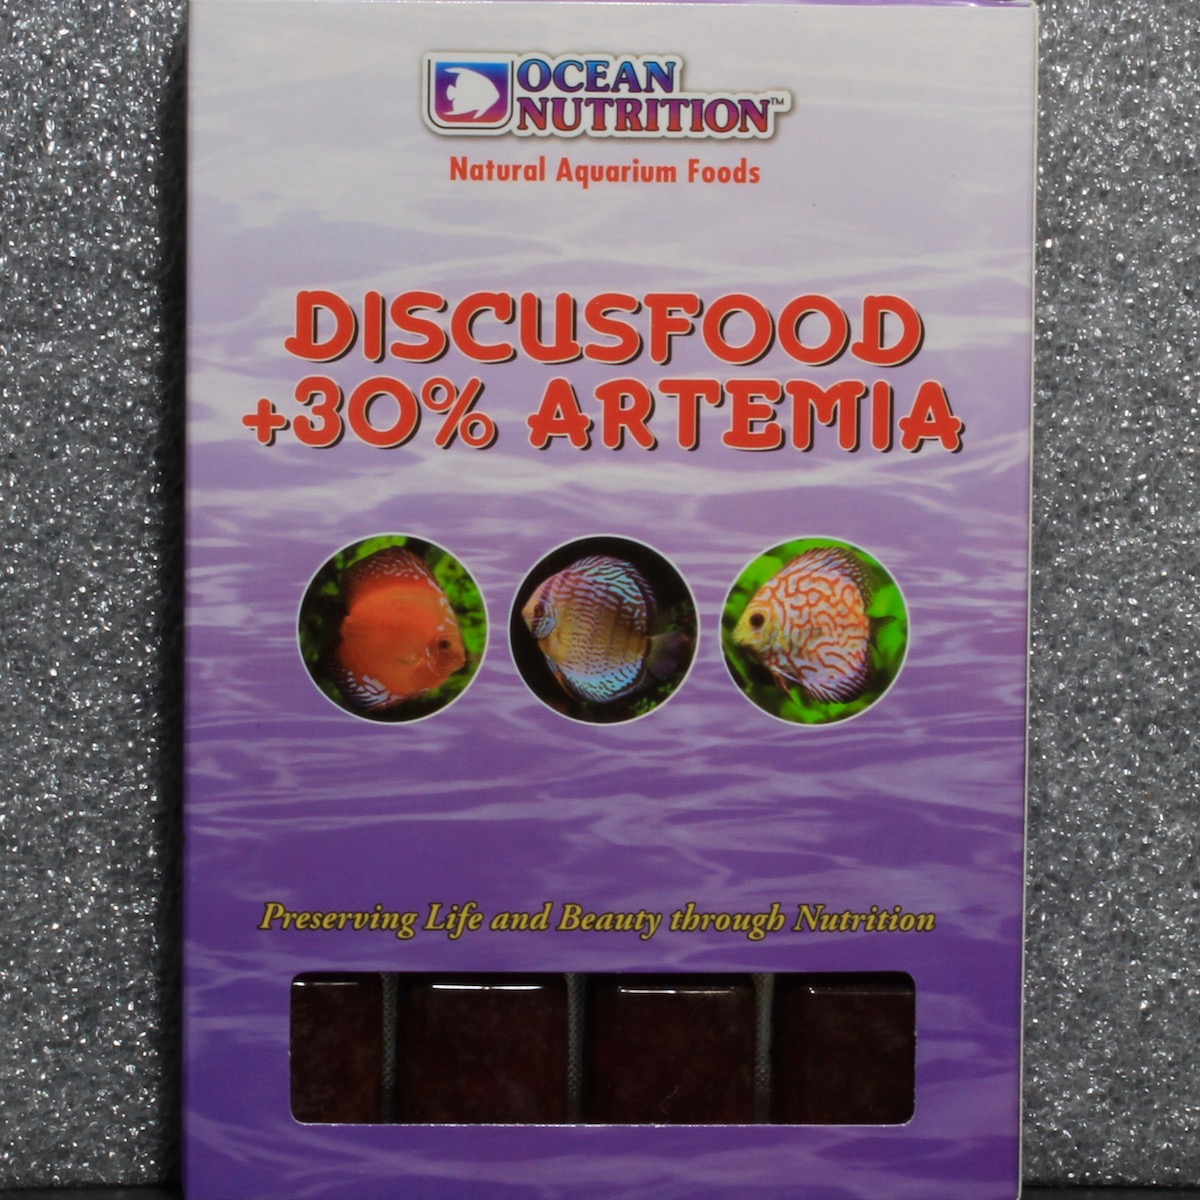 OCEAN
NUTRITION™
Natural Aquarium Foods
DISCUSFOOD
+30% ARTEMIA
Preserving Life and Beauty through Nutrition